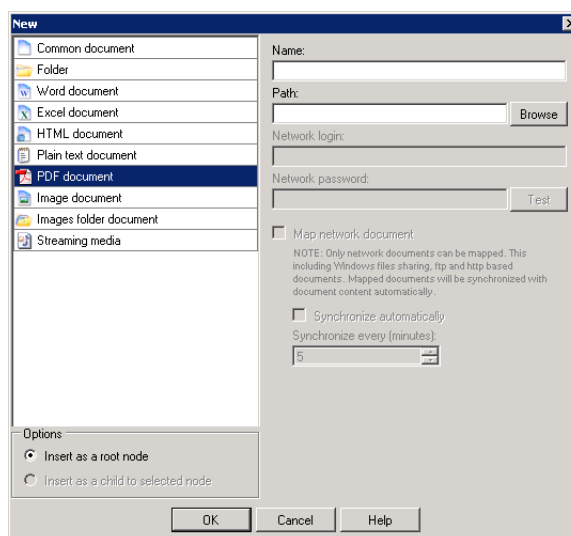 New
Common document
Folder
Word document
Excel document
HTML document
Plain text document
PDF document
Image document
Images folder document
Streaming media
Options
Insert as a root node
Insert as a child to selected node
Name:
Path:
Browse
Network login:
Network password:
Test
Map network document
NOTE: Only network documents can be mapped. This
including Windows files sharing, ftp and http based
documents. Mapped documents will be synchronized with
document content automatically.
Synchronize automatically
Synchronize every (minutes):
5
OK
Cancel
Help